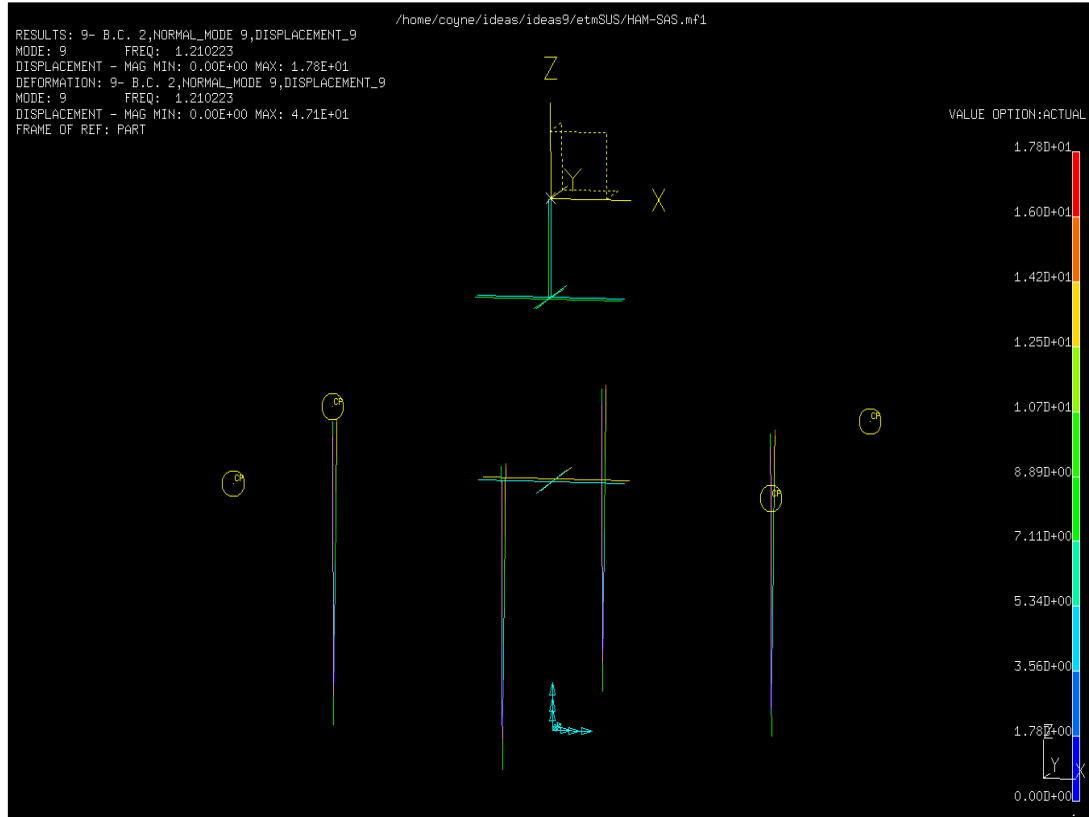 /home/coyne/ideas/ideas9/etmSUS/HAM-SAS.mf1
RESULTS: 9- B.C. 2,NORMAL_MODE 9,DISPLACEMENT_9
MODE: 9 FREQ: 1.210223
DISPLACEMENT - MAG MIN: 0.00E+00 MAX: 1.78E+01
DEFORMATION: 9- B.C. 2,NORMAL_MODE 9,DISPLACEMENT_9
MODE: 9 FREQ: 1.210223
DISPLACEMENT - MAG MIN: 0.00E+00 MAX: 4.71E+01
FRAME OF REF: PART
VALUE OPTION:ACTUAL
Z
Y
X
1.78D+01
1.60D+01
1.42D+01
1.25D+01
1.07D+01
8.89D+00
7.11D+00
5.34D+00
3.56D+00
1.78D+00
0.00D+00
CP
CP
CP
CP
Z
Y
X